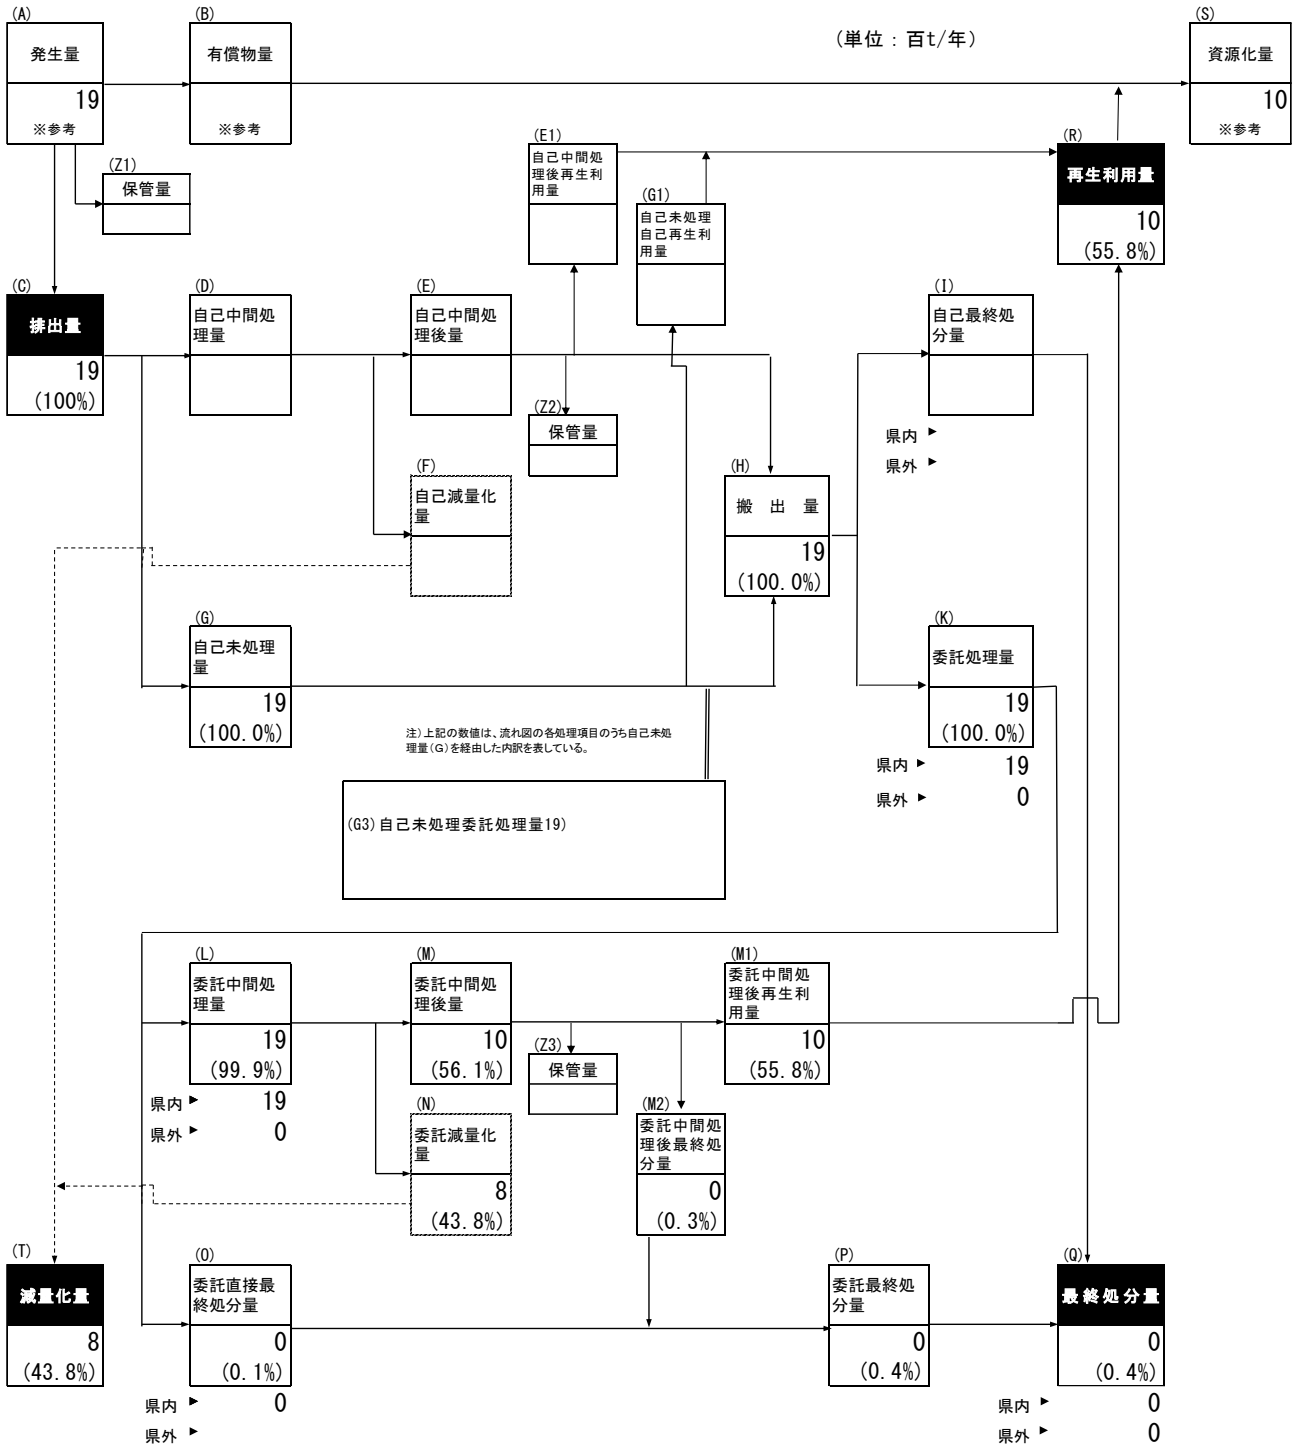 (A)
発生量
19
※参考
(B)
有償物量
※参考
(単位：百t/年)
(S)
資源化量
10
※参考
(Z1)
保管量
(E1)
自己中間処
理後再生利
用量
(G1)
自己未処理
自己再生利
用量
(R)
再生利用量
10
(55.8%)
(C)
排出量
19
(100%)
(D)
自己中間処
理量
(E)
自己中間処
理後量
(Z2)
保管量
(F)
自己減量化
量
(H)
搬 出 量
19
(100.0%)
(I)
自己最終処
分量
県内
県外
(G)
自己未処理
量
19
(100.0%)
(K)
委託処理量
19
(100.0%)
県内 19
県外 0
注)上記の数値は、流れ図の各処理項目のうち自己未処
理量(G)を経由した内訳を表している。
(G3)自己未処理委託処理量19)
(L)
委託中間処
理量
19
(99.9%)
県内 19
県外 0
(M)
委託中間処
理後量
10
(56.1%)
(Z3)
保管量
(M1)
委託中間処
理後再生利
用量
10
(55.8%)
(N)
委託減量化
量
8
(43.8%)
(M2)
委託中間処
理後最終処
分量
0
(0.3%)
(T)
減量化量
8
(43.8%)
(O)
委託直接最
終処分量
0
(0.1%)
県内 0
県外
(P)
委託最終処
分量
0
(0.4%)
(Q)
最終処分量
0
(0.4%)
県内 0
県外 0